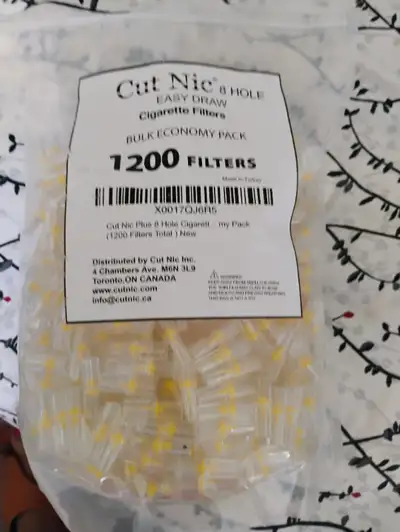 Cut Nic® 8 HOLE
EASY DRAW
Cigarette Filters
BULK ECONOMY PACK
1200 FILTERS
Made in Turkey
X0017QJ6R5
Cut Nic Plus 8 Hole Cigarett... my Pack
(1200 Filters Total ) New
Distributed by Cut Nic Inc.
4 Chambers Ave. M6N 3L9
Toronto,ON CANADA
www.cutnic.com
info@cutnic.ca
WARNING